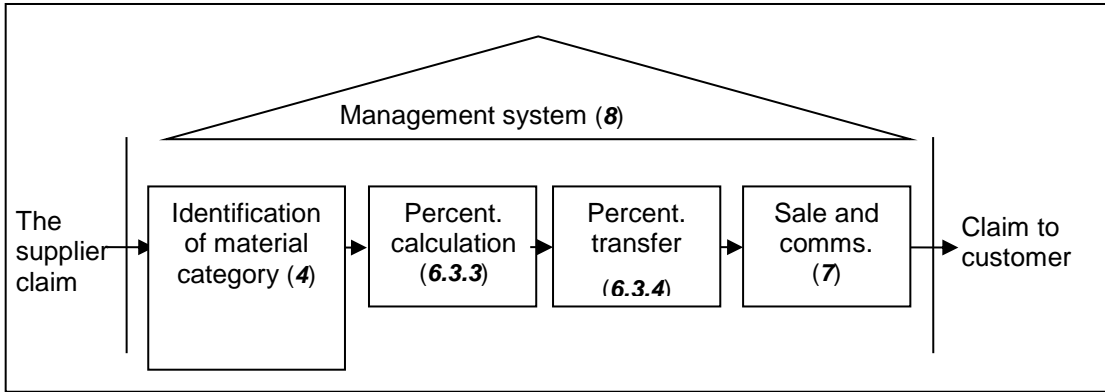 Management system (8)
The
supplier
claim
Identification
of material
category (4)
Percent.
calculation
(6.3.3)
Percent.
transfer
(6.3.4)
Sale and
comms.
(7)
Claim to
customer